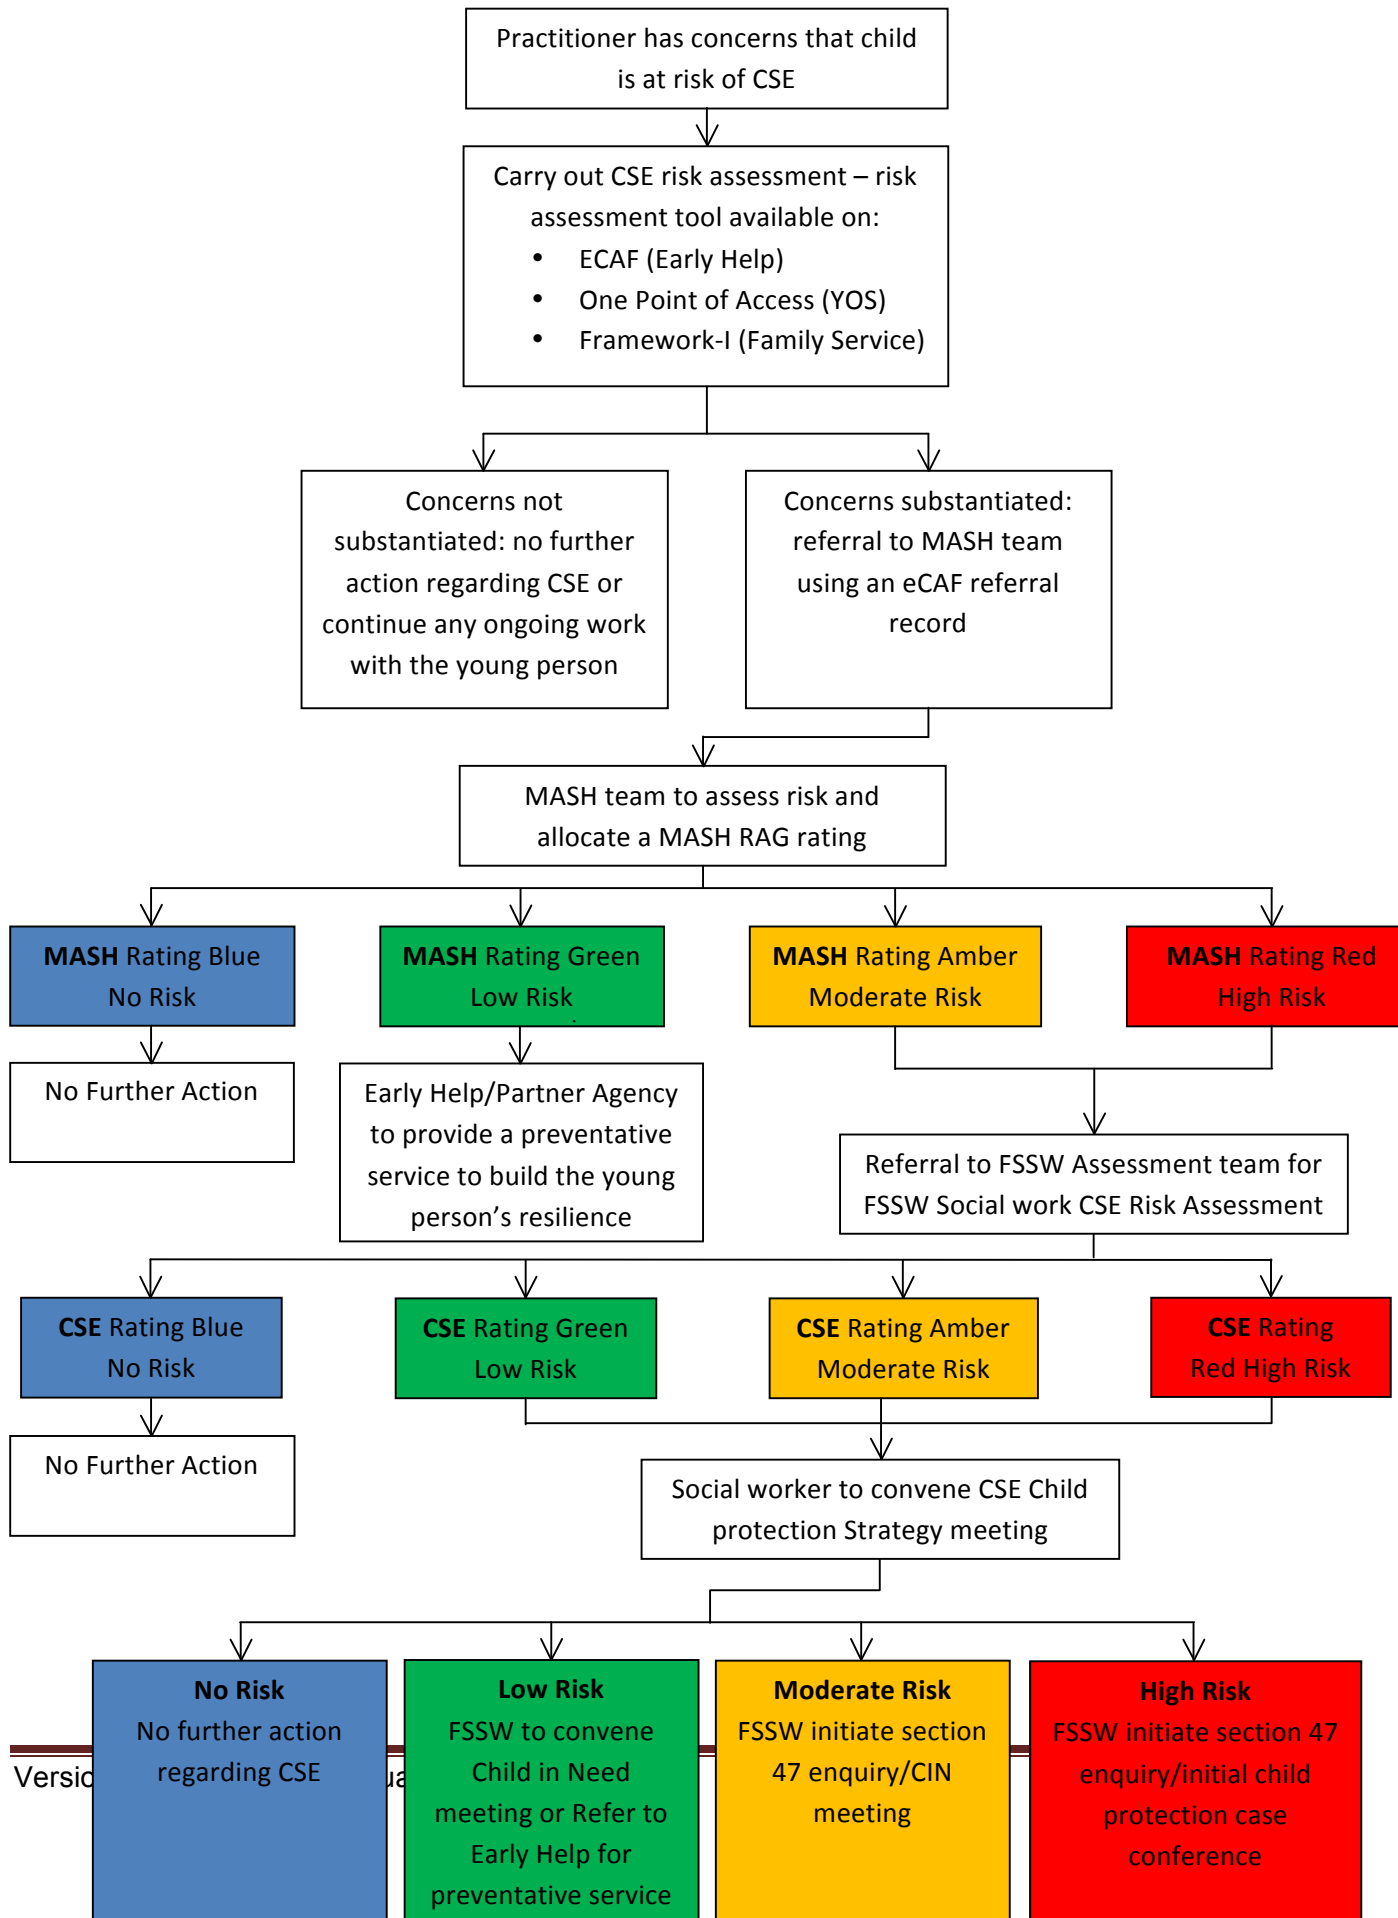 Practitioner has concerns that child
is at risk of CSE
Carry out CSE risk assessment – risk
assessment tool available on:
• ECAF (Early Help)
• One Point of Access (YOS)
• Framework-I (Family Service)
Concerns not
substantiated: no further
action regarding CSE or
continue any ongoing work
with the young person
Concerns substantiated:
referral to MASH team
using an eCAF referral
record
MASH team to assess risk and
allocate a MASH RAG rating
MASH Rating Blue
No Risk
MASH Rating Green
Low Risk
MASH Rating Amber
Moderate Risk
MASH Rating Red
High Risk
No Further Action
Early Help/Partner Agency
to provide a preventative
service to build the young
person’s resilience
Referral to FSSW Assessment team for
FSSW Social work CSE Risk Assessment
CSE Rating Blue
No Risk
CSE Rating Green
Low Risk
CSE Rating Amber
Moderate Risk
CSE Rating
Red High Risk
No Further Action
Social worker to convene CSE Child
protection Strategy meeting
No Risk
No further action
regarding CSE
Low Risk
FSSW to convene
Child in Need
meeting or Refer to
Early Help for
preventative service
Moderate Risk
FSSW initiate section
47 enquiry/CIN
meeting
High Risk
FSSW initiate section 47
enquiry/initial child
protection case
conference